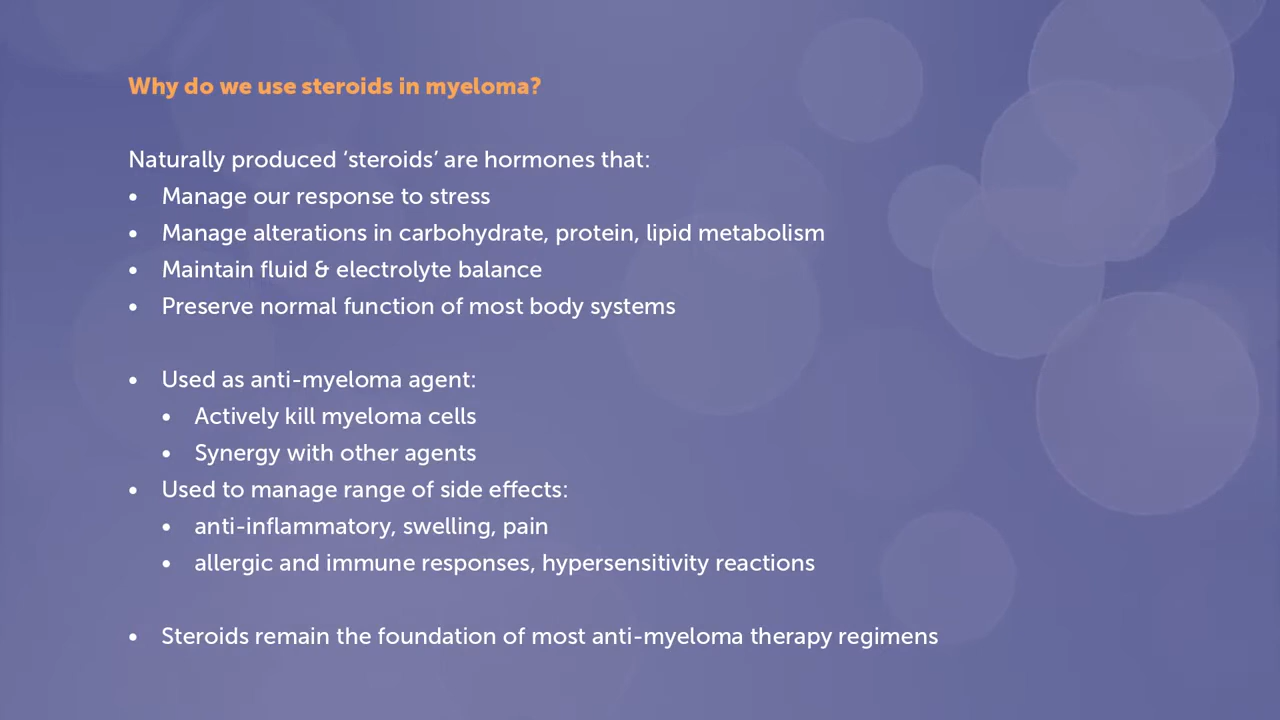 Why do we use steroids in myeloma?
Naturally produced ‘steroids’ are hormones that:
• Manage our response to stress
• Manage alterations in carbohydrate, protein, lipid metabolism
• Maintain fluid & electrolyte balance
• Preserve normal function of most body systems
• Used as anti-myeloma agent:
• Actively kill myeloma cells
• Synergy with other agents
• Used to manage range of side effects:
• anti-inflammatory, swelling, pain
• allergic and immune responses, hypersensitivity reactions
• Steroids remain the foundation of most anti-myeloma therapy regimens